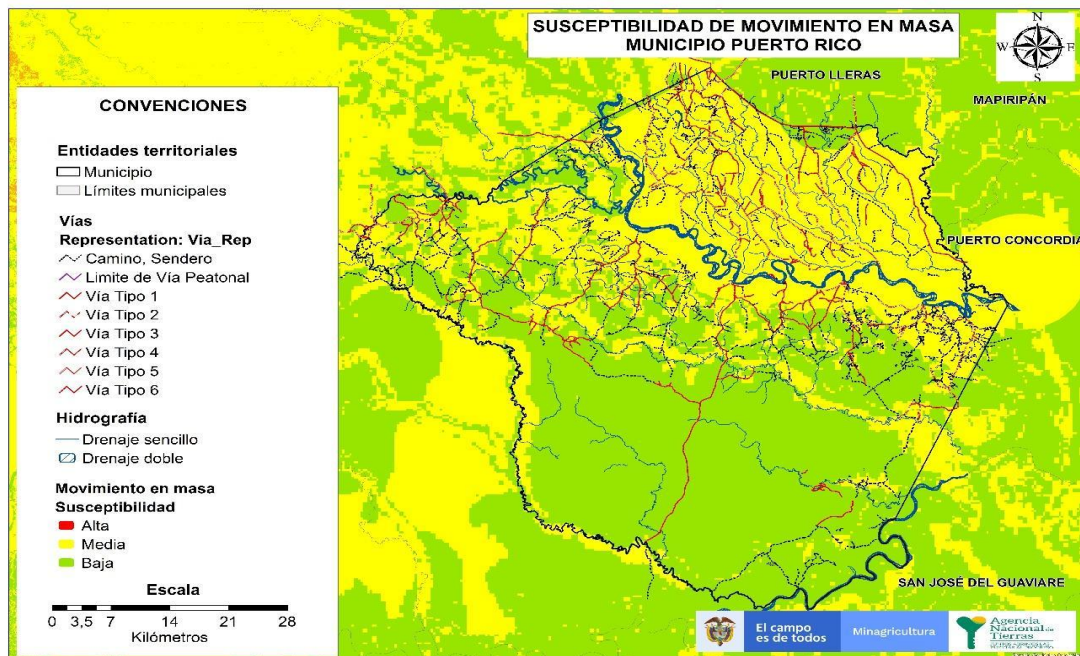 SUSCEPTIBILIDAD DE MOVIMIENTO EN MASA
MUNICIPIO PUERTO RICO
N
W E
S
PUERTO LLERAS
MAPIRIPÁN
PUERTO CONCORDIA
SAN JOSÉ DEL GUAVIARE
CONVENCIONES
Entidades territoriales
Municipio
Límites municipales
Vías
Representation: Via_Rep
Camino, Sendero
Limite de Vía Peatonal
Vía Tipo 1
Vía Tipo 2
Vía Tipo 3
Vía Tipo 4
Vía Tipo 5
Vía Tipo 6
Hidrografía
Drenaje sencillo
Drenaje doble
Movimiento en masa
Susceptibilidad
Alta
Media
Baja
Escala
0 3,5 7 14 21 28
Kilómetros
El campo
es de todos
Minagricultura
Agencia
Nacional de
Tierras